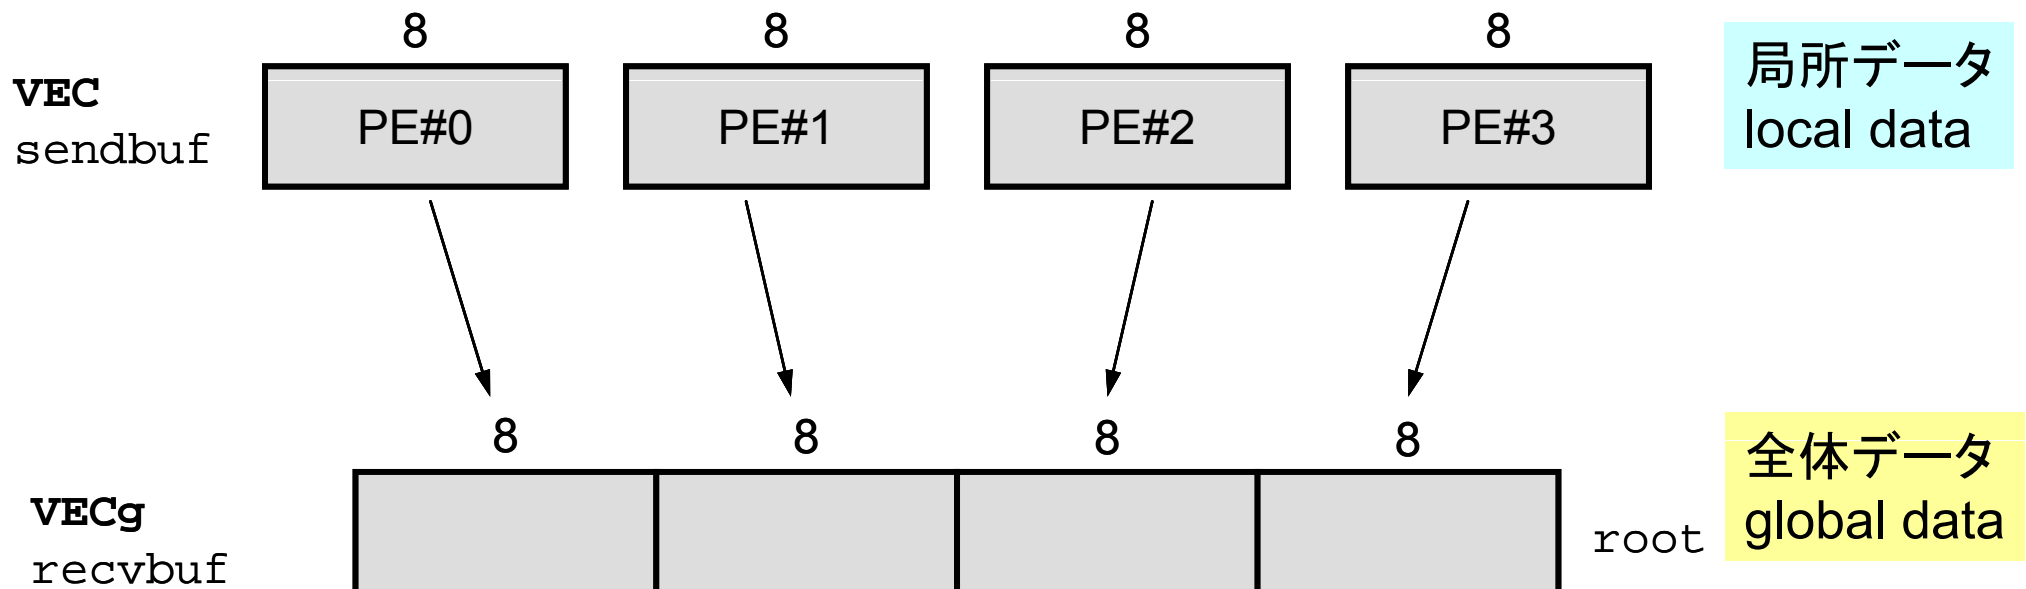 8 8 8 8
VEC
sendbuf
PE#0 PE#1 PE#2 PE#3
局所データ
local data
8 8 8 8
VECg
recvbuf
root
全体データ
global data